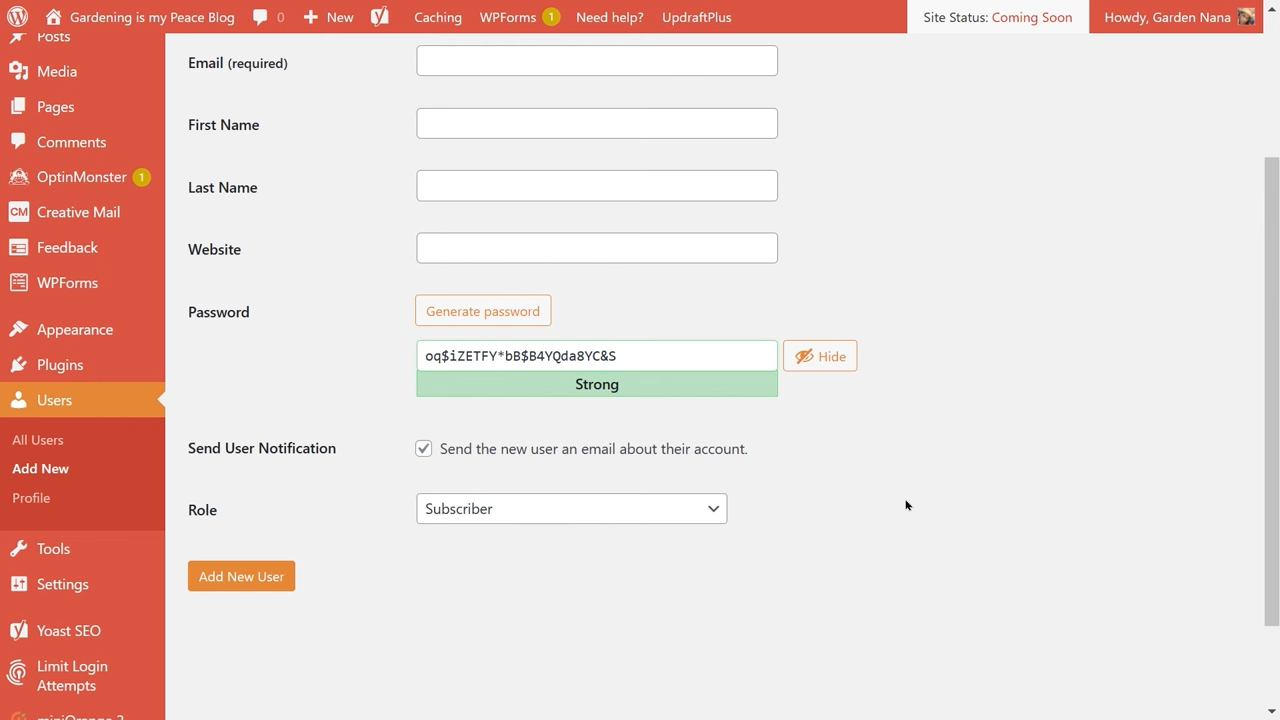 Gardening is my Peace Blog 0 New Caching WPForms 1 Need help? UpdraftPlus Site Status: Coming Soon Howdy, Garden Nana
Posts
Media
Pages
Comments
OptinMonster 1
CM Creative Mail
Feedback
WPForms
Appearance
Plugins
Users
All Users
Add New
Profile
Tools
Settings
Yoast SEO
Limit Login
Attempts
miniOrange 2
Email (required)
First Name
Last Name
Website
Password
Generate password
oq$iZETFY*bB$B4YQda8YC&S
Hide
Strong
Send User Notification
Send the new user an email about their account.
Role
Subscriber
Add New User